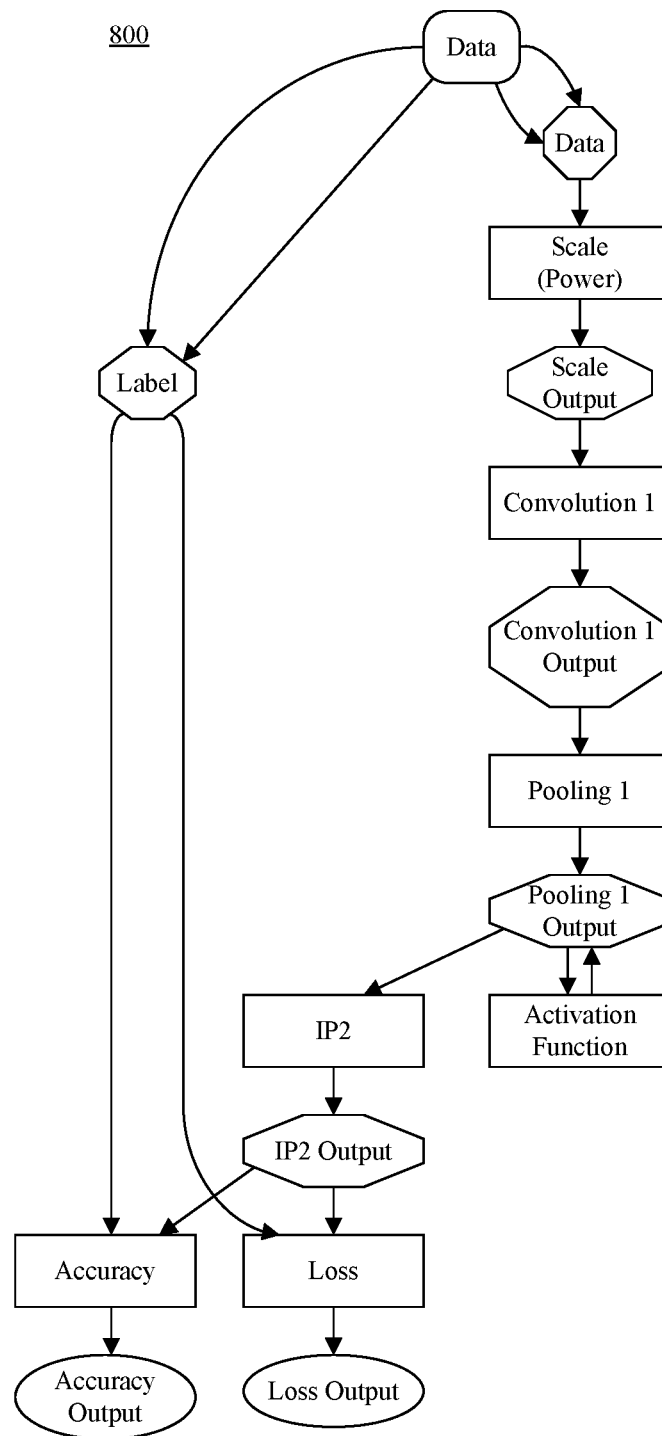 800
Data
Data
Scale
(Power)
Label
Scale
Output
Convolution 1
Convolution 1
Output
Pooling 1
Pooling 1
Output
IP2
Activation
Function
IP2 Output
Accuracy
Loss
Accuracy
Output
Loss Output